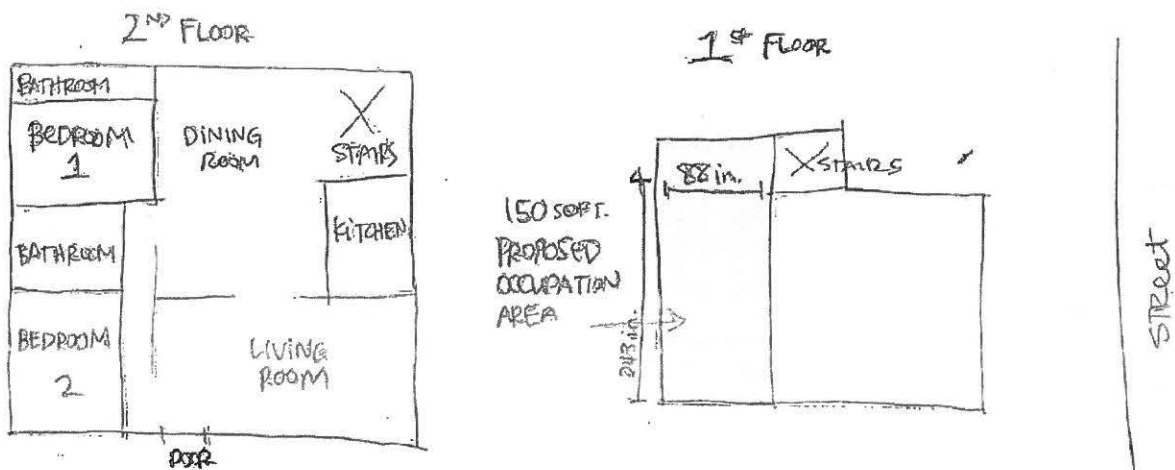 2ND FLOOR
BATHROOM
BEDROOM
1
DINING
ROOM
STAIRS
KITCHEN
BATHROOM
BEDROOM
2
LIVING
ROOM
DOOR
1st FLOOR
88 in.
STAIRS
150 SQFT.
PROPOSED
OCCUPATION
AREA
243 in.
STREET